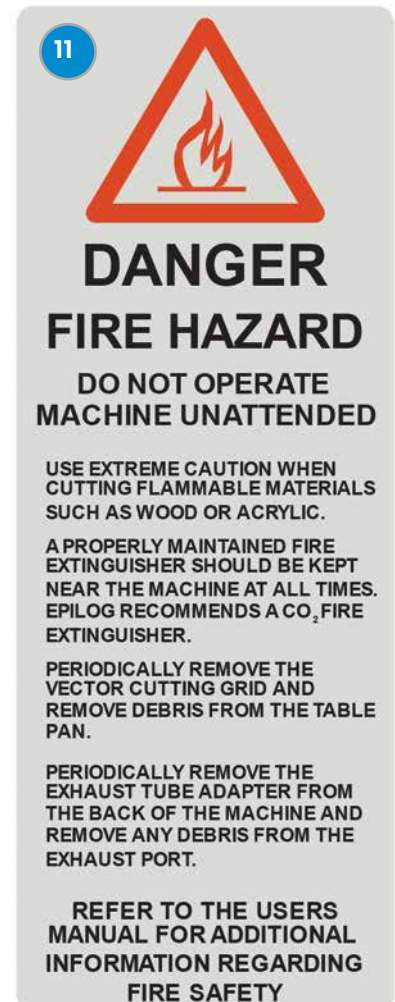 11
DANGER
FIRE HAZARD
DO NOT OPERATE
MACHINE UNATTENDED
USE EXTREME CAUTION WHEN
CUTTING FLAMMABLE MATERIALS
SUCH AS WOOD OR ACRYLIC.
A PROPERLY MAINTAINED FIRE
EXTINGUISHER SHOULD BE KEPT
NEAR THE MACHINE AT ALL TIMES.
EPILOG RECOMMENDS A CO₂ FIRE
EXTINGUISHER.
PERIODICALLY REMOVE THE
VECTOR CUTTING GRID AND
REMOVE DEBRIS FROM THE TABLE
PAN.
PERIODICALLY REMOVE THE
EXHAUST TUBE ADAPTER FROM
THE BACK OF THE MACHINE AND
REMOVE ANY DEBRIS FROM THE
EXHAUST PORT.
REFER TO THE USERS
MANUAL FOR ADDITIONAL
INFORMATION REGARDING
FIRE SAFETY